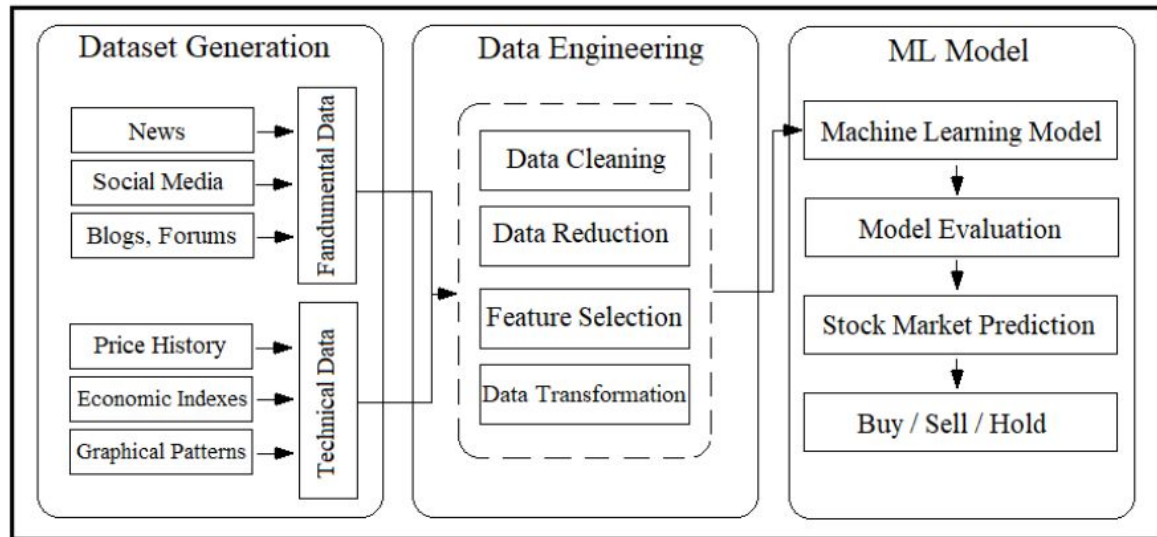 Dataset Generation
News
Social Media
Blogs, Forums
Fandumental Data
Price History
Economic Indexes
Graphical Patterns
Technical Data
Data Engineering
Data Cleaning
Data Reduction
Feature Selection
Data Transformation
ML Model
Machine Learning Model
Model Evaluation
Stock Market Prediction
Buy / Sell / Hold